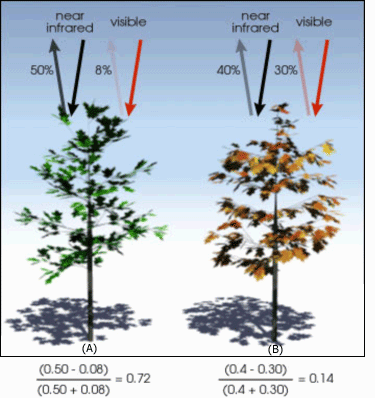 near infrared visible
50% 8%
near infrared visible
40% 30%
(A)
(B)
(0.50 - 0.08)
(0.50 + 0.08) = 0.72
(0.4 - 0.30)
(0.4 + 0.30) = 0.14